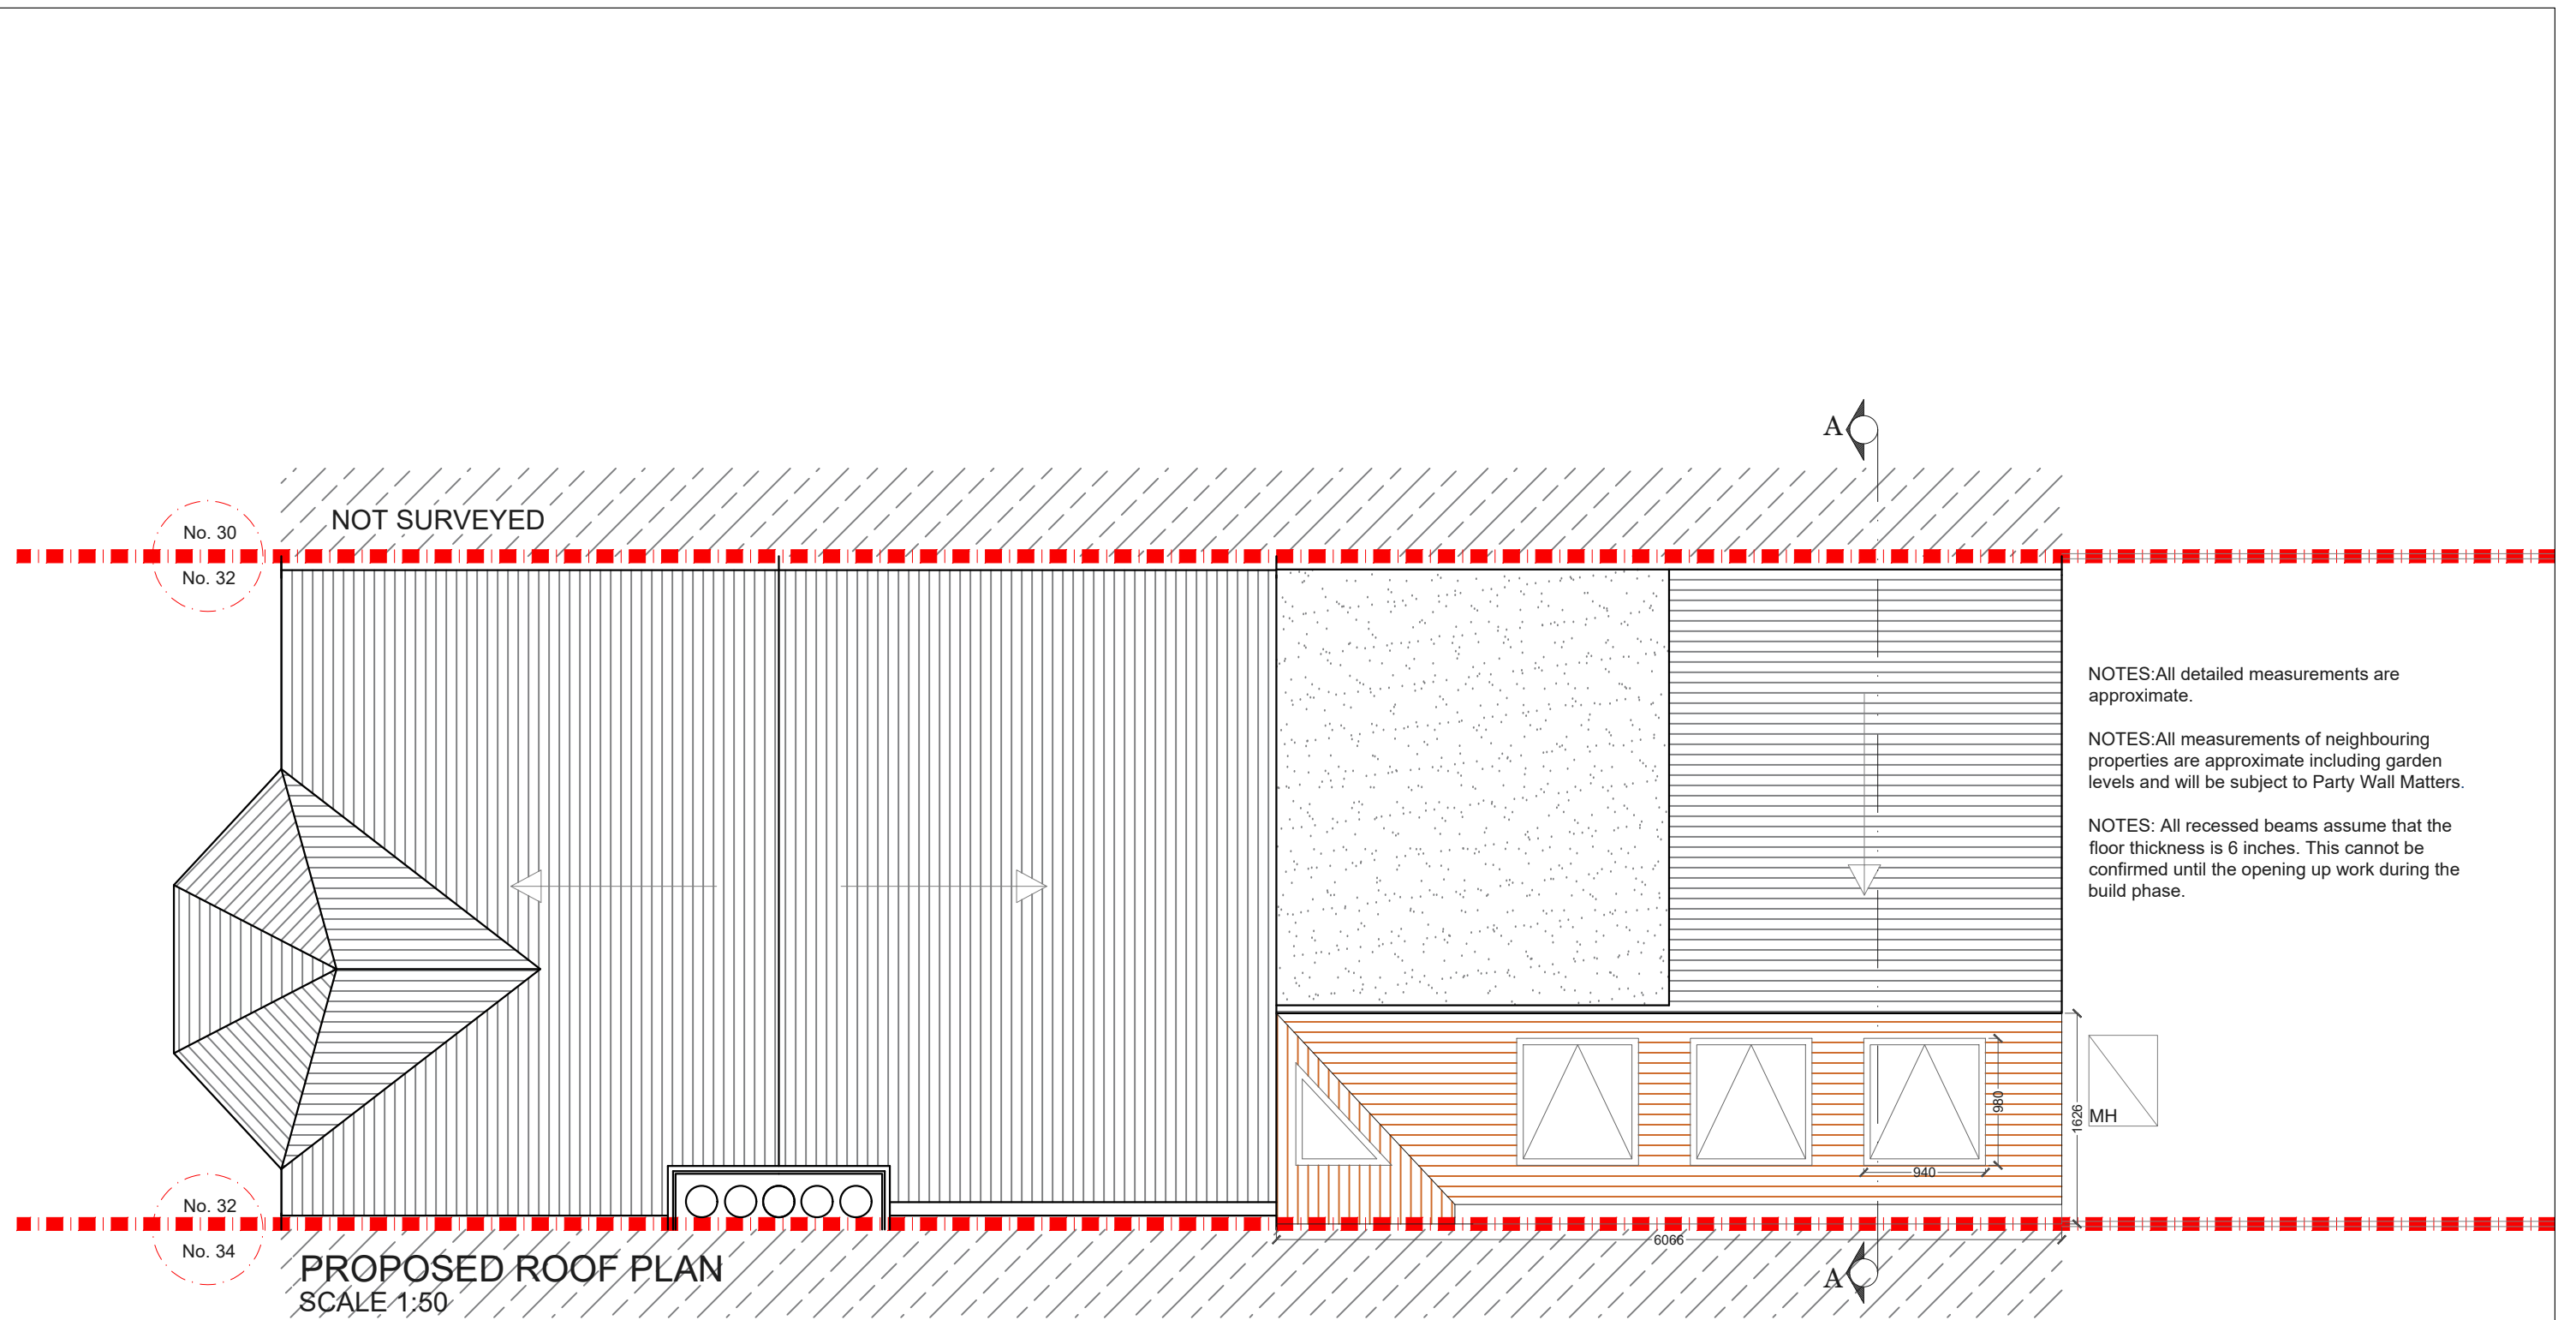 A
NOT SURVEYED
No. 30
No. 32
NOTES:All detailed measurements are
approximate.
NOTES:All measurements of neighbouring
properties are approximate including garden
levels and will be subject to Party Wall Matters.
NOTES: All recessed beams assume that the
floor thickness is 6 inches. This cannot be
confirmed until the opening up work during the
build phase.
980
1626
MH
940
No. 32
No. 34
6066
PROPOSED ROOF PLAN
SCALE 1:50
A